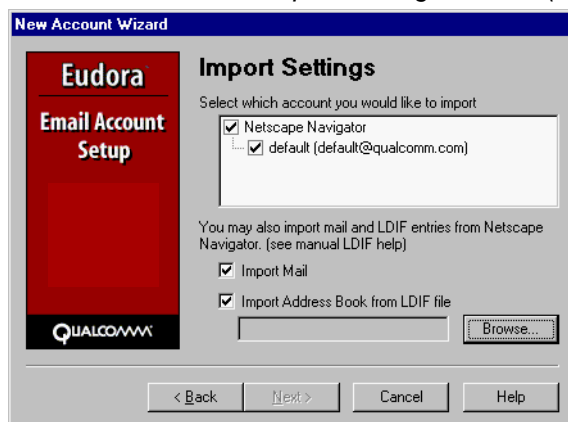 New Account Wizard
Eudora
Email Account
Setup
QUALCOMM
Import Settings
Select which account you would like to import
Netscape Navigator
default (default@qualcomm.com)
You may also import mail and LDIF entries from Netscape
Navigator. (see manual LDIF help)
Import Mail
Import Address Book from LDIF file
Browse...
< Back
Next >
Cancel
Help